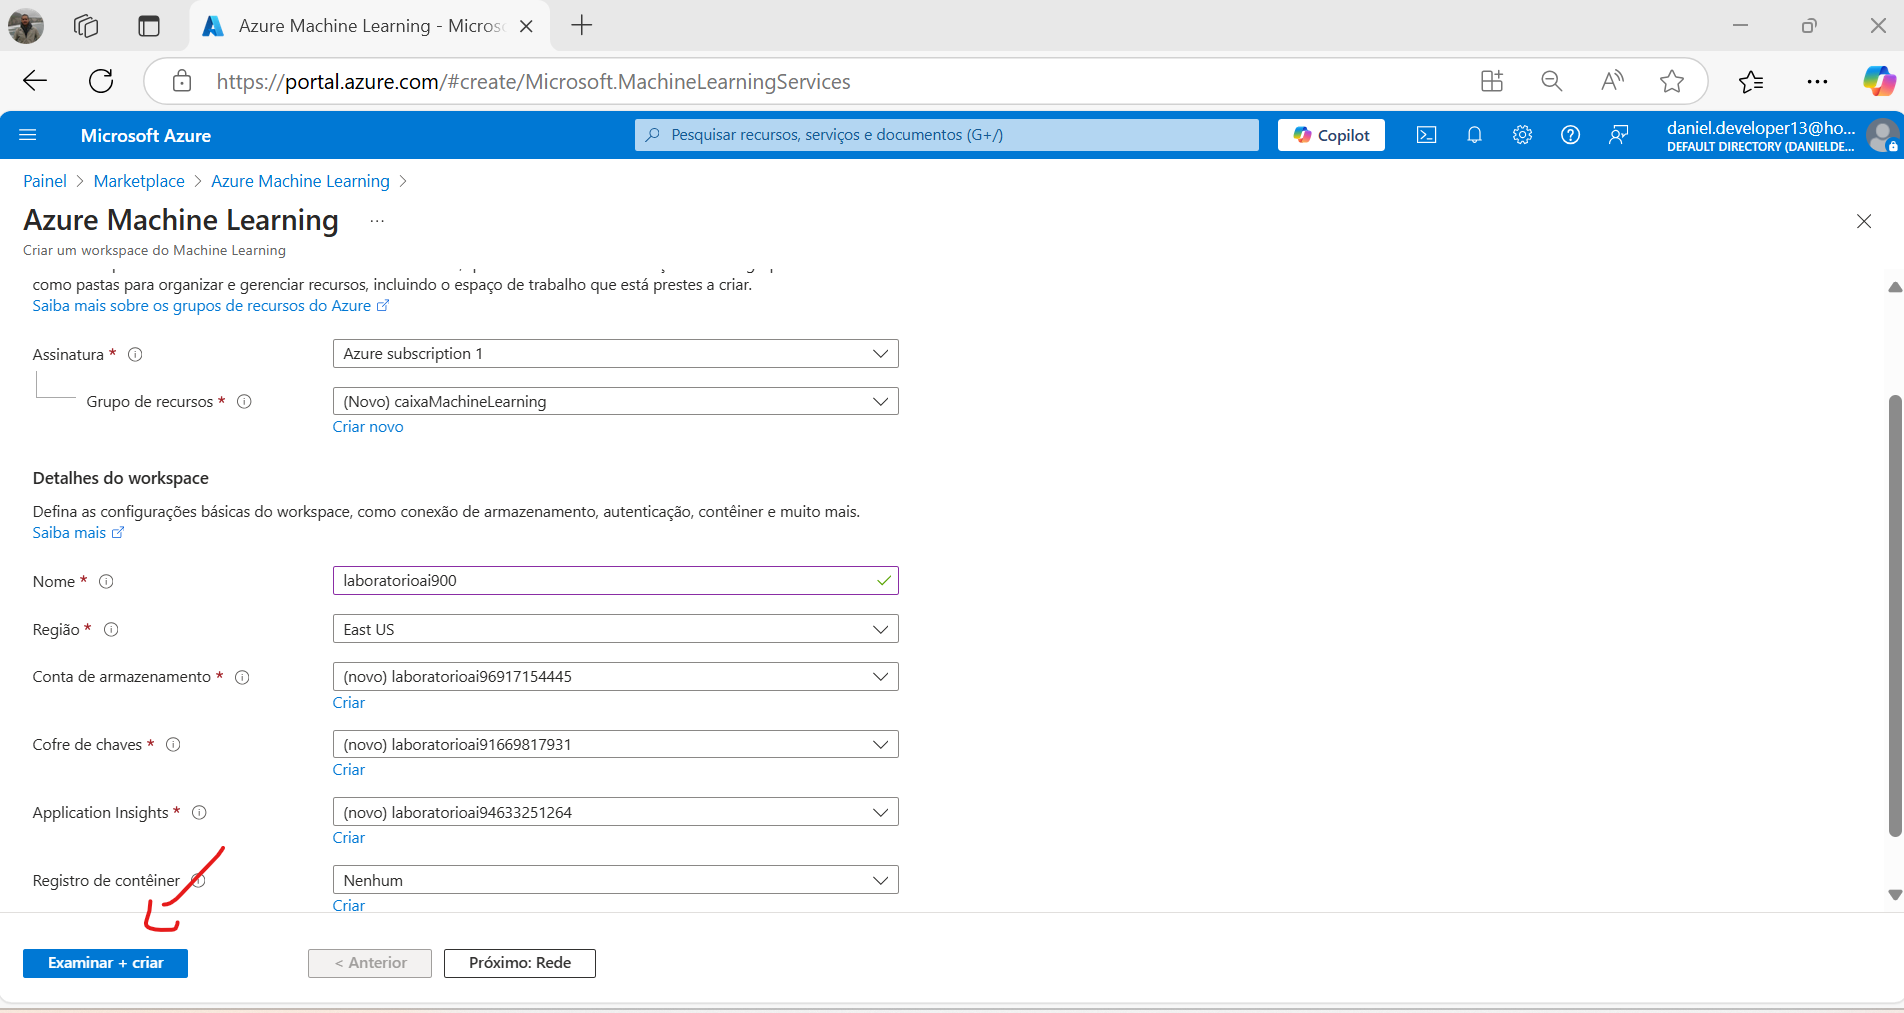 Azure Machine Learning - Micros
https://portal.azure.com/#create/Microsoft.MachineLearningServices
Microsoft Azure
Pesquisar recursos, serviços e documentos (G+/)
Copilot
daniel.developer13@ho...
DEFAULT DIRECTORY (DANIELDE...
Painel > Marketplace > Azure Machine Learning >
Azure Machine Learning ...
Criar um workspace do Machine Learning
como pastas para organizar e gerenciar recursos, incluindo o espaço de trabalho que está prestes a criar.
Saiba mais sobre os grupos de recursos do Azure
Assinatura *
Azure subscription 1
Grupo de recursos *
(Novo) caixaMachineLearning
Criar novo
Detalhes do workspace
Defina as configurações básicas do workspace, como conexão de armazenamento, autenticação, contêiner e muito mais.
Saiba mais
Nome *
laboratorioai900
Região *
East US
Conta de armazenamento *
(novo) laboratorioai96917154445
Criar
Cofre de chaves *
(novo) laboratorioai91669817931
Criar
Application Insights *
(novo) laboratorioai94633251264
Criar
Registro de contêiner
Nenhum
Criar
Examinar + criar
< Anterior
Próximo: Rede